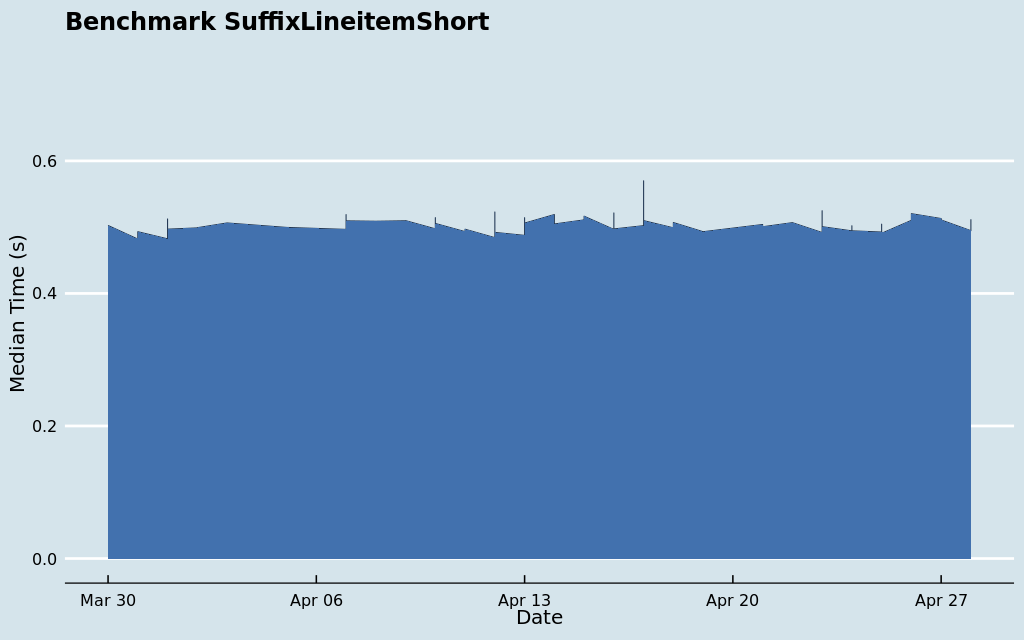 Benchmark SuffixLineitemShort
0.6
0.4
0.2
0.0
Median Time (s)
Mar 30
Apr 06
Apr 13
Apr 20
Apr 27
Date